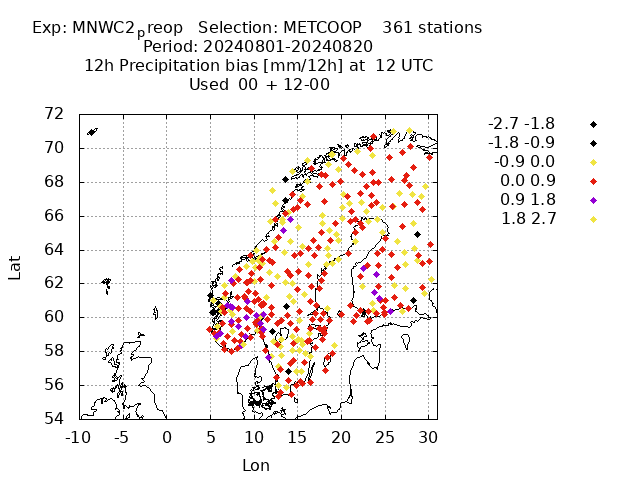 Exp: MNWC2preop   Selection: METCOOP    361 stations
Period: 20240801-20240820
12h Precipitation bias [mm/12h] at  12 UTC
Used  00 + 12-00
-2.7 -1.8
-1.8 -0.9
-0.9 0.0
0.0 0.9
0.9 1.8
1.8 2.7
72
70
68
66
64
62
60
58
56
54
Lat
-10 -5 0 5 10 15 20 25 30
Lon